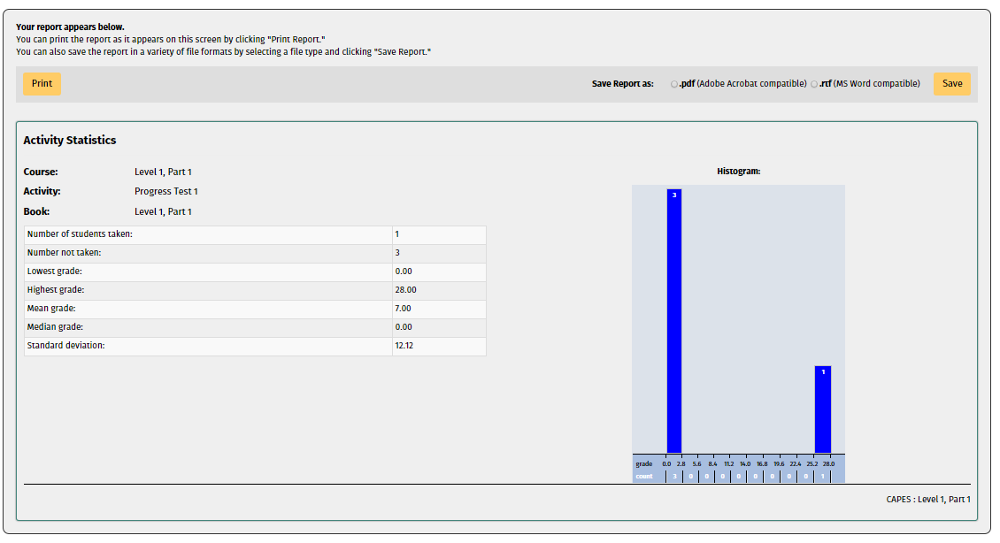 Your report appears below.
You can print the report as it appears on this screen by clicking "Print Report."
You can also save the report in a variety of file formats by selecting a file type and clicking "Save Report."
Print
Save Report as: .pdf (Adobe Acrobat compatible) .rtf (MS Word compatible) Save
Activity Statistics
Course: Level 1, Part 1
Activity: Progress Test 1
Book: Level 1, Part 1
Number of students taken: 1
Number not taken: 3
Lowest grade: 0.00
Highest grade: 28.00
Mean grade: 7.00
Median grade: 0.00
Standard deviation: 12.12
Histogram:
3
1
grade 0.0 2.8 5.6 8.4 11.2 14.0 16.8 19.6 22.4 25.2 28.0
count 3 0 0 0 0 0 0 0 0 1
CAPES : Level 1, Part 1